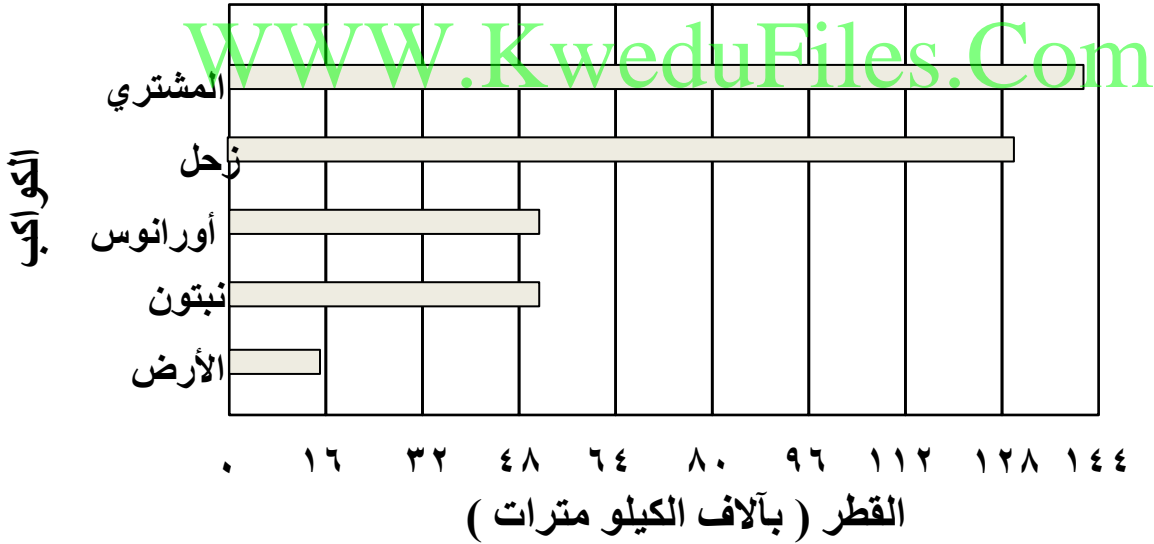 WWW.KweduFiles.Com
المشتري
زحل
أورانوس
نبتون
الأرض
الكواكب
٠ ١٦ ٣٢ ٤٨ ٦٤ ٨٠ ٩٦ ١١٢ ١٢٨ ١٤٤
القطر ( بآلاف الكيلو مترات )